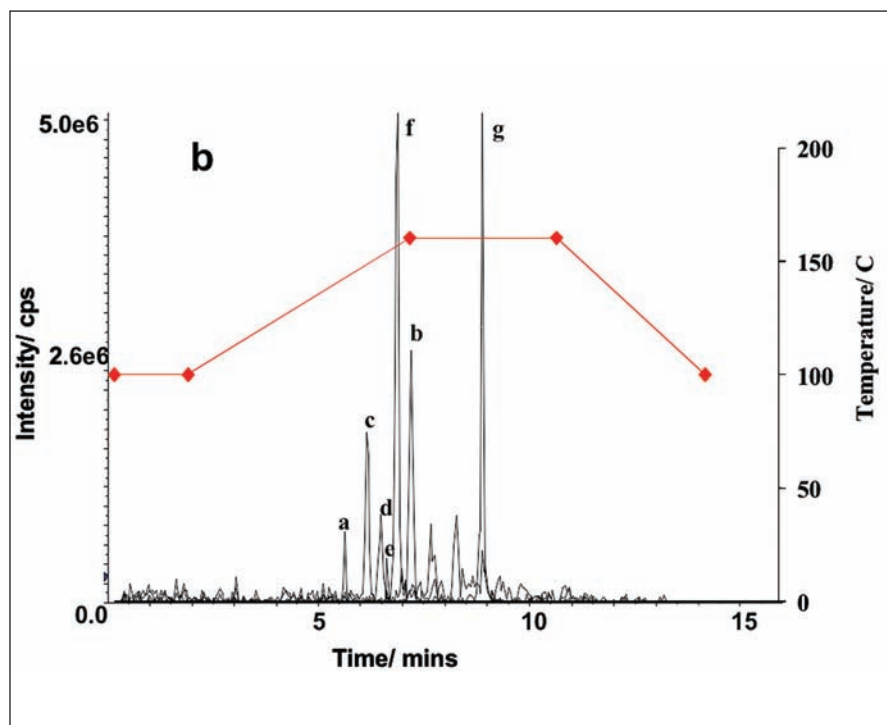 5.0e6
b
f
g
200
150
b
2.6e6
100
c
50
a
d
e
0.0
0
5
10
15
Intensity/ cps
Temperature/ C
Time/ mins